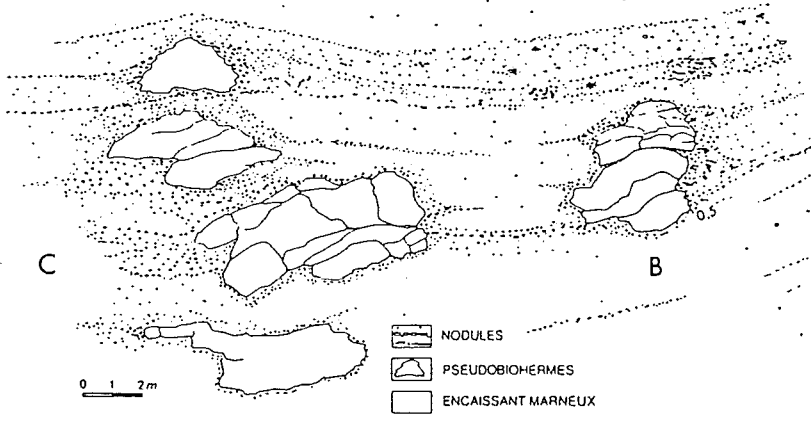 0,5
C
B
NODULES
PSEUDOBIOHERMES
ENCAISSANT MARNEUX
0 1 2m